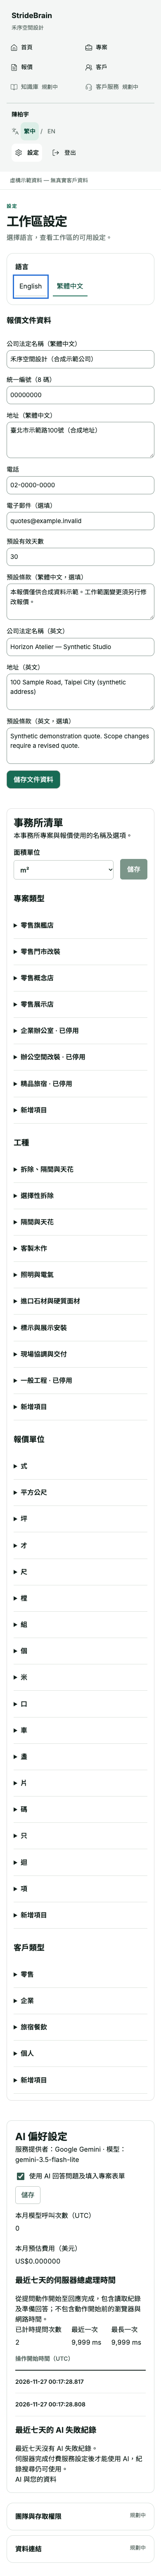 StrideBrain
禾序空間設計
首頁
專案
報價
客戶
知識庫 規劃中
客戶服務 規劃中
陳柏宇
繁中 / EN
設定
登出
虛構示範資料 — 無真實客戶資料
設定
工作區設定
選擇語言，查看工作區的可用設定。
語言
English
繁體中文
報價文件資料
公司法定名稱（繁體中文）
禾序空間設計（合成示範公司）
統一編號（8 碼）
00000000
地址（繁體中文）
臺北市示範路100號（合成地址）
電話
02-0000-0000
電子郵件（選填）
quotes@example.invalid
預設有效天數
30
預設條款（繁體中文，選填）
本報價僅供合成資料示範。工作範圍變更須另行修
改報價。
公司法定名稱（英文）
Horizon Atelier — Synthetic Studio
地址（英文）
100 Sample Road, Taipei City (synthetic
address)
預設條款（英文，選填）
Synthetic demonstration quote. Scope changes
require a revised quote.
儲存文件資料
事務所清單
本事務所專案與報價使用的名稱及選項。
面積單位
m²
儲存
專案類型
零售旗艦店
零售門市改裝
零售概念店
零售展示店
企業辦公室 · 已停用
辦公空間改裝 · 已停用
精品旅宿 · 已停用
新增項目
工種
拆除、隔間與天花
選擇性拆除
隔間與天花
客製木作
照明與電氣
進口石材與硬質面材
標示與展示安裝
現場協調與交付
一般工程 · 已停用
新增項目
報價單位
式
平方公尺
坪
才
尺
樘
組
個
米
口
車
盞
片
碼
只
迴
項
新增項目
客戶類型
零售
企業
旅宿餐飲
個人
新增項目
AI 偏好設定
服務提供者：Google Gemini · 模型：
gemini-3.5-flash-lite
使用 AI 回答問題及填入專案表單
儲存
本月模型呼叫次數（UTC）
0
本月預估費用（美元）
US$0.000000
最近七天的伺服器總處理時間
從提問動作開始至回應完成，包含讀取紀錄
及準備回答；不包含動作開始前的瀏覽器與
網路時間。
已計時提問次數 最近一次 最長一次
2 9,999 ms 9,999 ms
操作開始時間（UTC）
2026-11-27 00:17:28.817
2026-11-27 00:17:28.808
最近七天的 AI 失敗紀錄
最近七天沒有 AI 失敗紀錄。
伺服器完成付費服務設定後才能使用 AI，紀
錄搜尋仍可使用。
AI 與您的資料
團隊與存取權限 規劃中
資料連結 規劃中